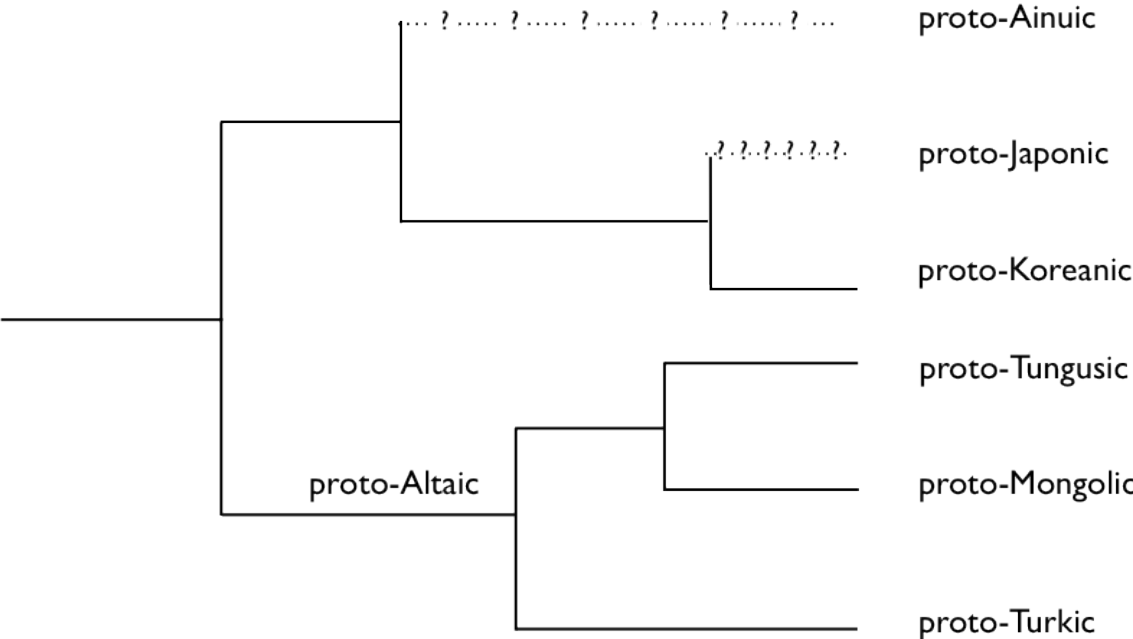 ... ? ..... ? ..... ? ..... ? ..... ? ..... ? ... proto-Ainuic
..?..?..?..?..?..?.. proto-Japonic
proto-Koreanic
proto-Tungusic
proto-Altaic proto-Mongolic
proto-Turkic